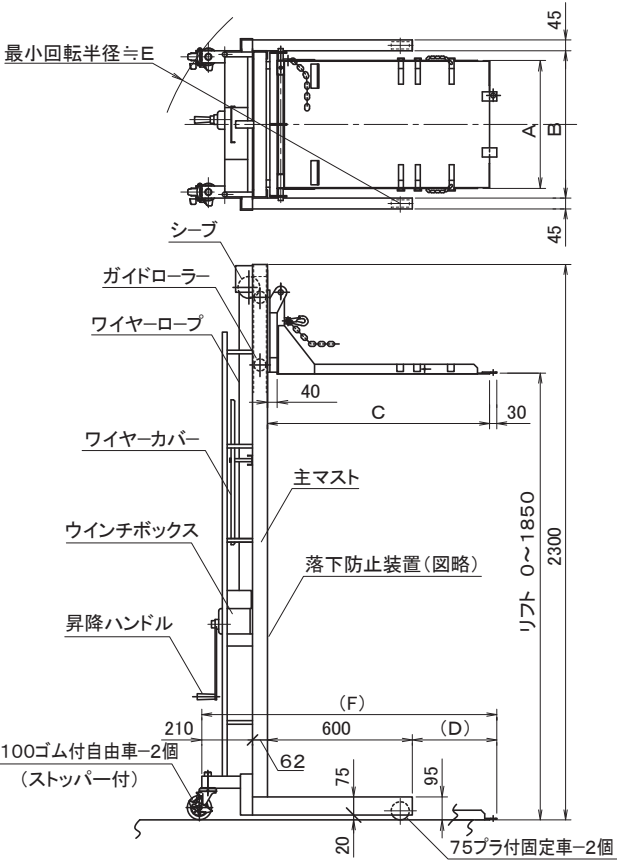 45
最小回転半径≒E
A
B
45
シーブ
ガイドローラー
ワイヤーロープ
40
C
30
ワイヤーカバー
主マスト
ウインチボックス
落下防止装置(図略)
リフト 0～1850
2300
昇降ハンドル
(F)
210
600
(D)
100ゴム付自由車−2個
(ストッパー付)
62
75
95
20
75プラ付固定車−2個